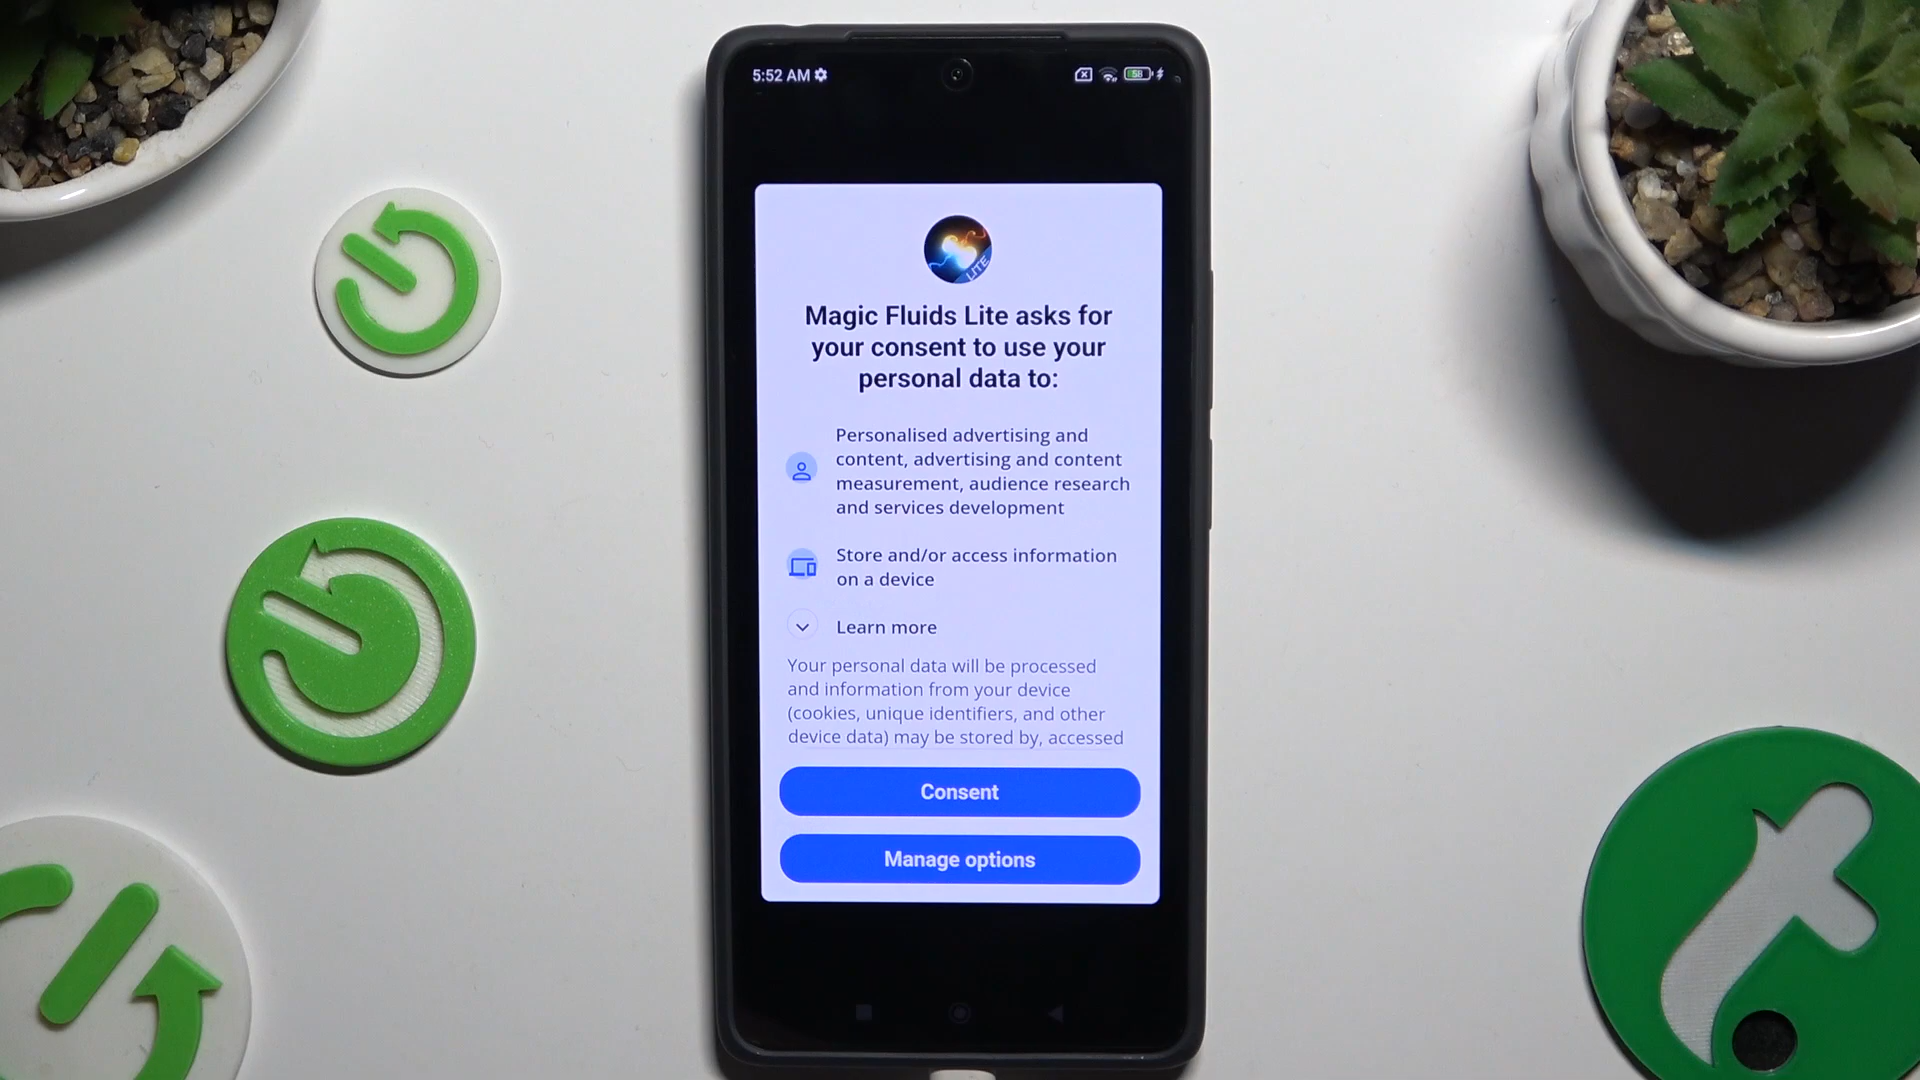 5:52 AM
58
LITE
Magic Fluids Lite asks for
your consent to use your
personal data to:
Personalised advertising and
content, advertising and content
measurement, audience research
and services development
Store and/or access information
on a device
Learn more
Your personal data will be processed
and information from your device
(cookies, unique identifiers, and other
device data) may be stored by, accessed
Consent
Manage options